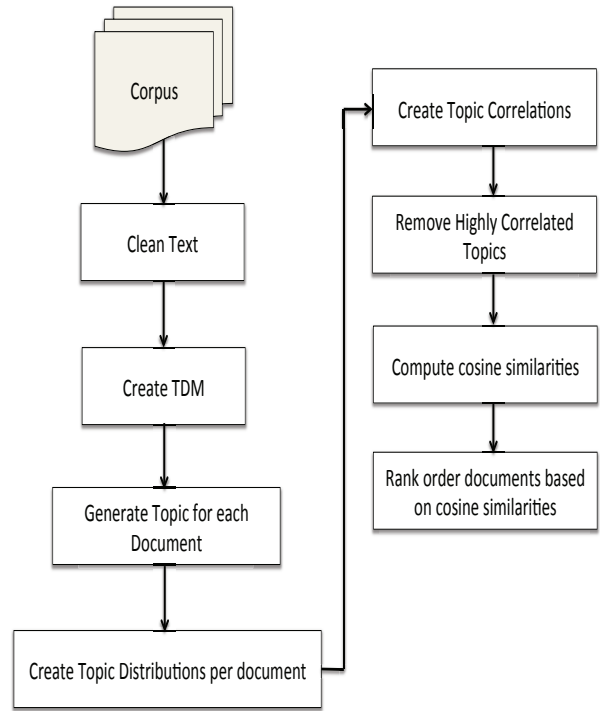 Corpus
Clean Text
Create TDM
Generate Topic for each
Document
Create Topic Distributions per document
Create Topic Correlations
Remove Highly Correlated
Topics
Compute cosine similarities
Rank order documents based
on cosine similarities